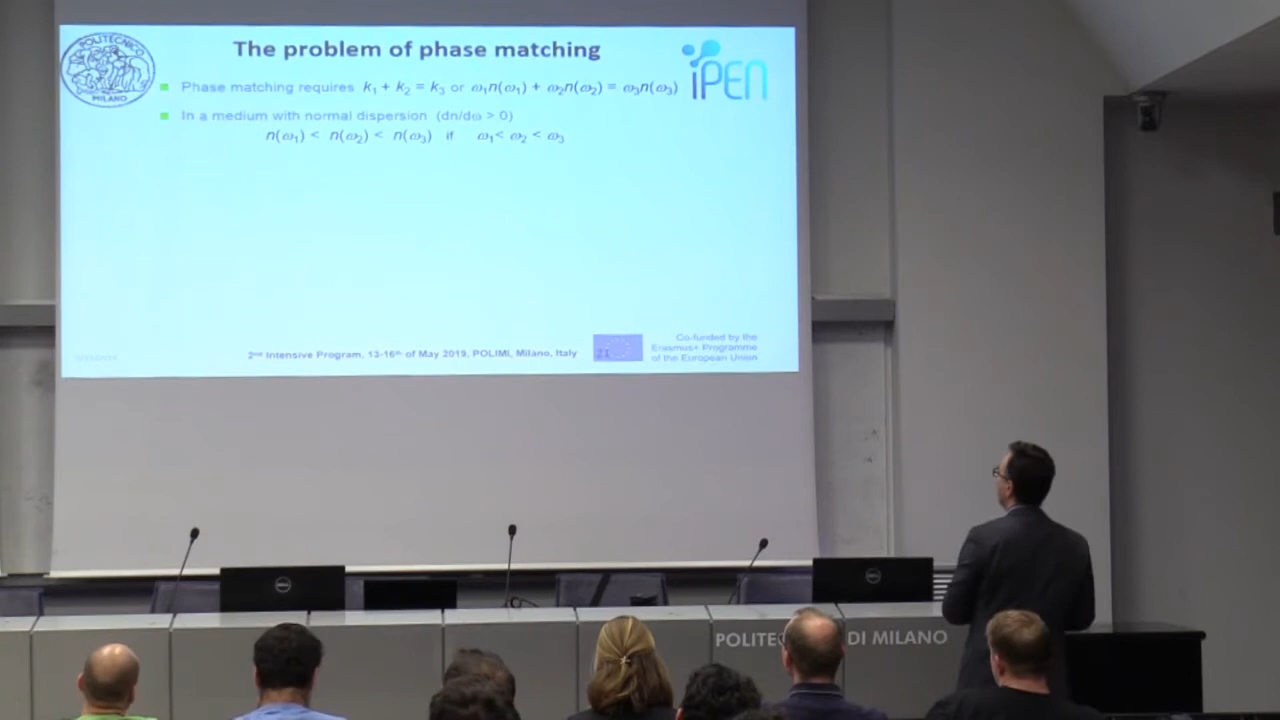 The problem of phase matching
POLITECNICO
MILANO
iPEN
Phase matching requires k₁ + k₂ = k₃ or ω₁n(ω₁) + ω₂n(ω₂) = ω₃n(ω₃)
In a medium with normal dispersion (dn/dω > 0)
n(ω₁) < n(ω₂) < n(ω₃) if ω₁< ω₂ < ω₃
2nd Intensive Program, 13-16th of May 2019, POLIMI, Milano, Italy
21
Co-funded by the
Erasmus+ Programme
of the European Union
DELL
DELL
POLITEC DI MILANO